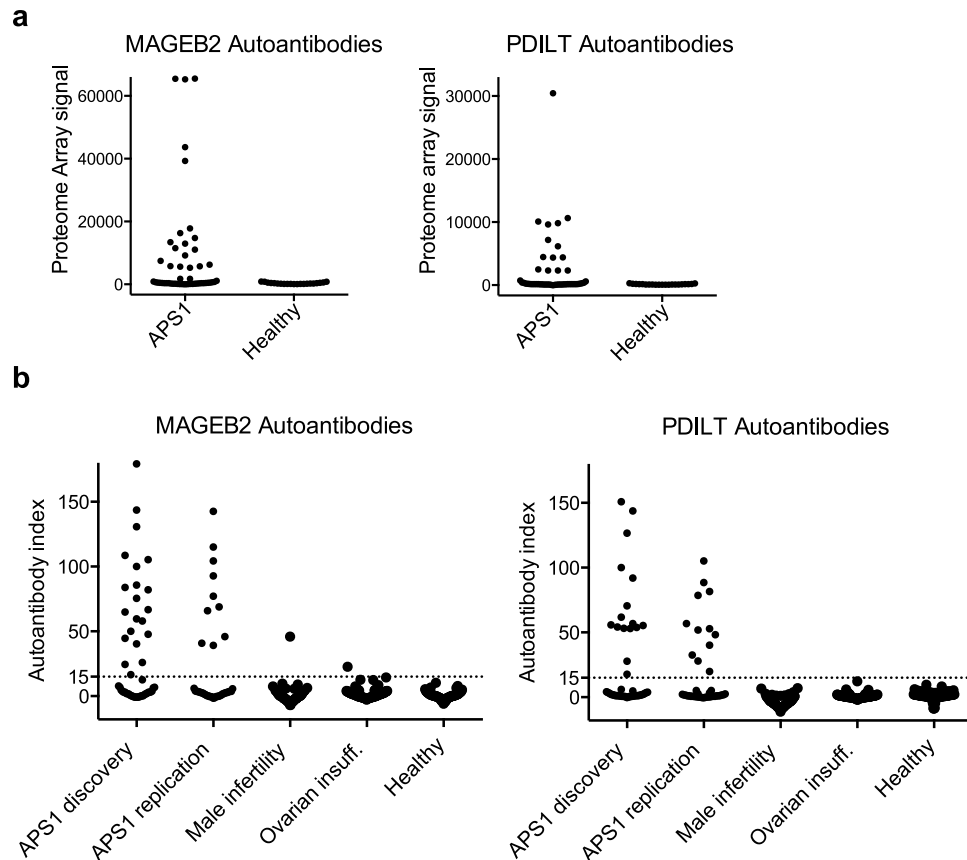 a
MAGEB2 Autoantibodies
Proteome Array signal
60000
40000
20000
0
APS1
Healthy
PDILT Autoantibodies
Proteome array signal
30000
20000
10000
0
APS1
Healthy
b
MAGEB2 Autoantibodies
Autoantibody index
150
100
50
15
0
APS1 discovery
APS1 replication
Male infertility
Ovarian insuff.
Healthy
PDILT Autoantibodies
Autoantibody index
150
100
50
15
0
APS1 discovery
APS1 replication
Male infertility
Ovarian insuff.
Healthy